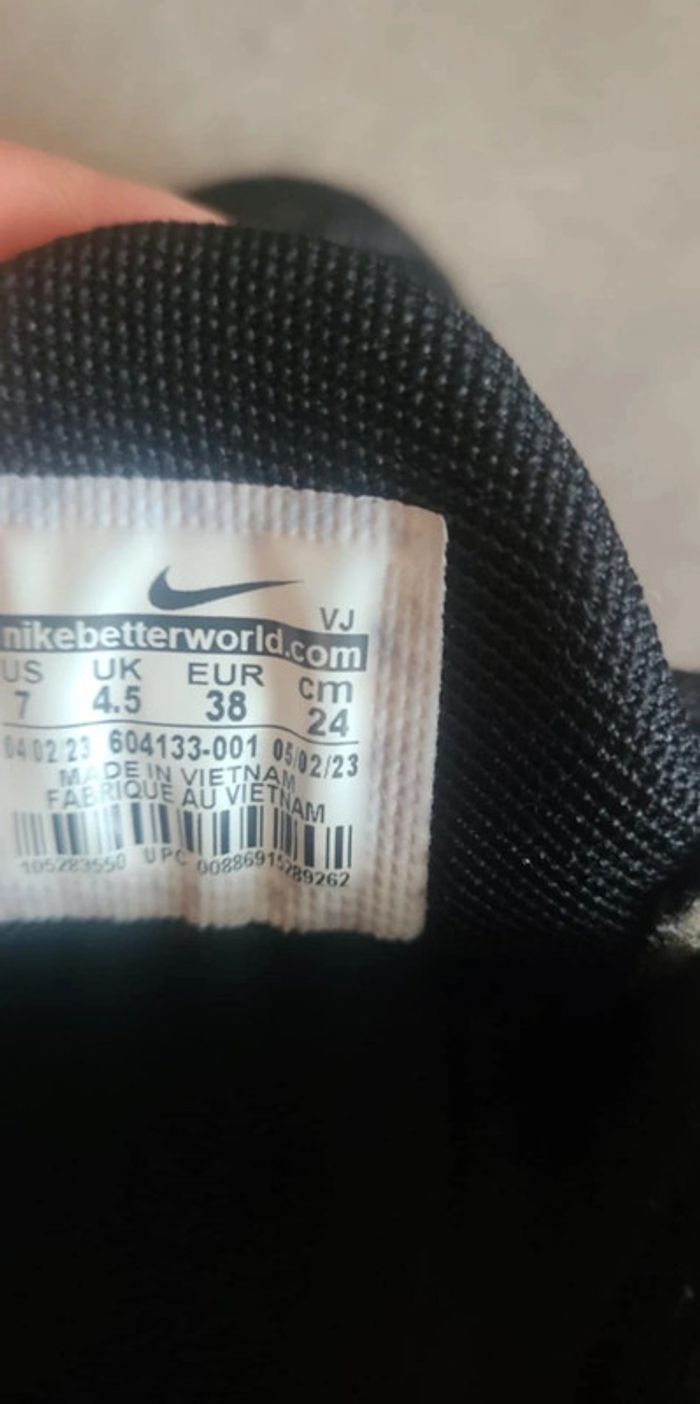 VJ
nikebetterworld.com
US UK EUR cm
7 4.5 38 24
04/02/23 604133-001 05/02/23
MADE IN VIETNAM
FABRIQUE AU VIETNAM
105283550 UPC 00886915289262